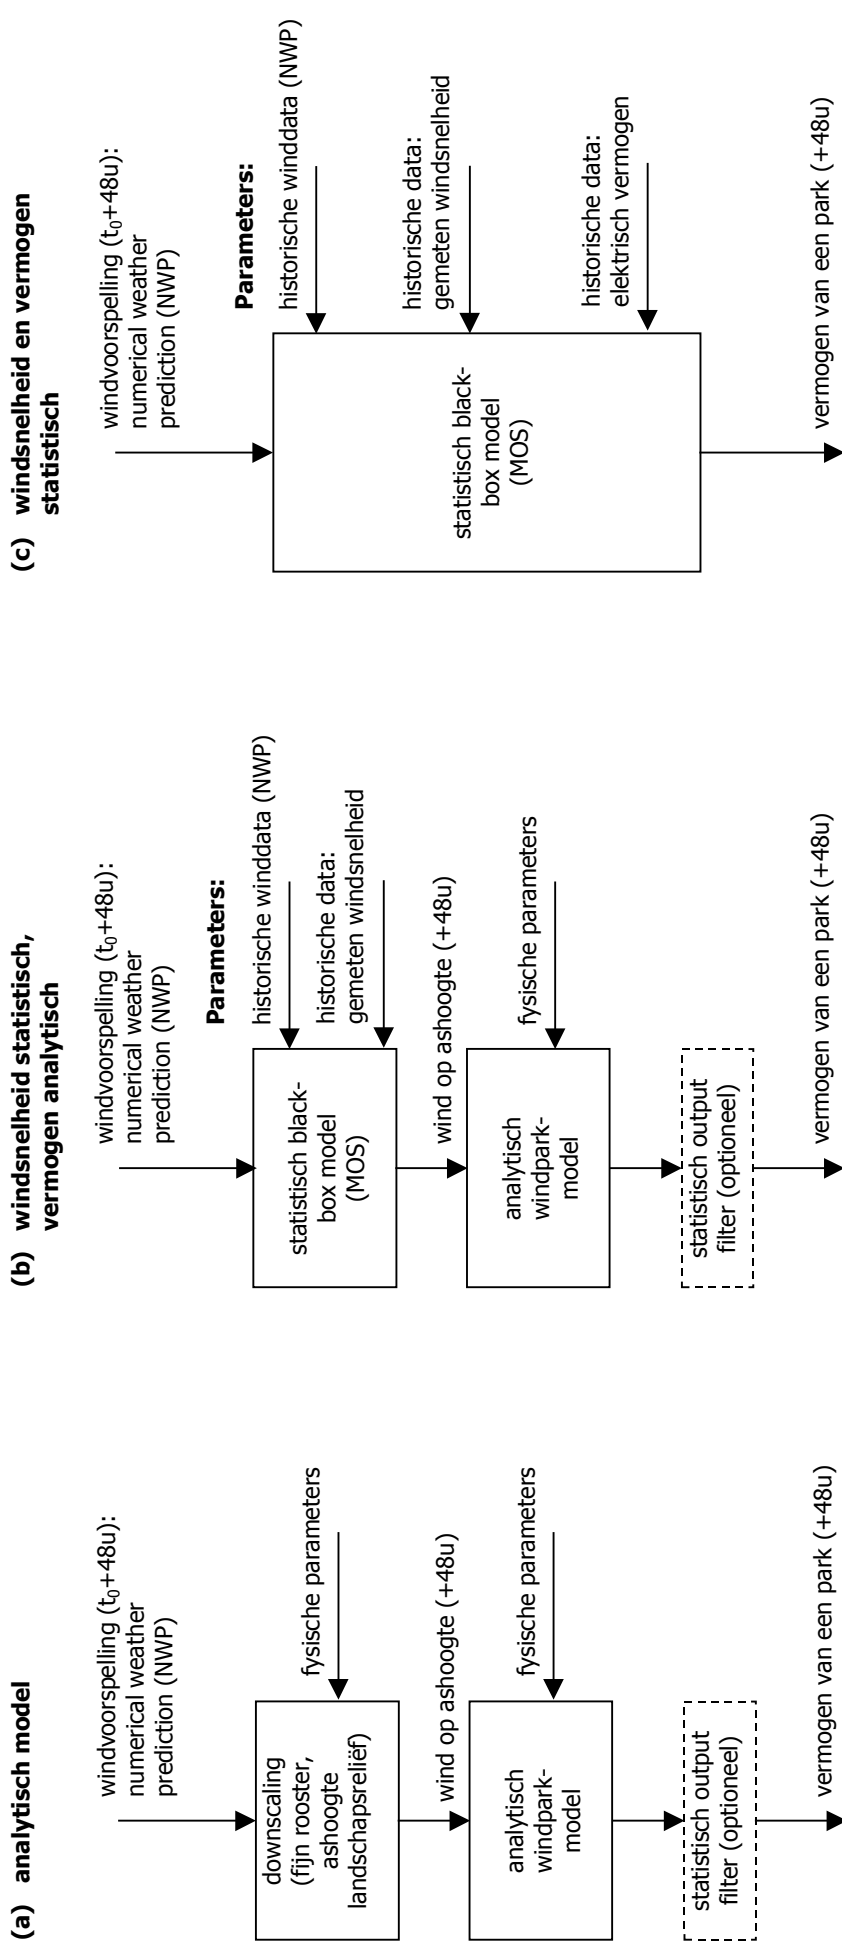 (a) analytisch model
windvoorspelling (t₀+48u):
numerical weather
prediction (NWP)
downscaling
(fijn rooster,
ashoogte
landschapsreliëf)
fysische parameters
wind op ashoogte (+48u)
analytisch
windpark-
model
fysische parameters
statistisch output
filter (optioneel)
vermogen van een park (+48u)
(b) windsnelheid statistisch,
vermogen analytisch
windvoorspelling (t₀+48u):
numerical weather
prediction (NWP)
Parameters:
historische winddata (NWP)
historische data:
gemeten windsnelheid
statistisch black-
box model
(MOS)
wind op ashoogte (+48u)
fysische parameters
analytisch
windpark-
model
statistisch output
filter (optioneel)
vermogen van een park (+48u)
(c) windsnelheid en vermogen
statistisch
windvoorspelling (t₀+48u):
numerical weather
prediction (NWP)
Parameters:
historische winddata (NWP)
historische data:
gemeten windsnelheid
historische data:
elektrisch vermogen
statistisch black-
box model
(MOS)
vermogen van een park (+48u)